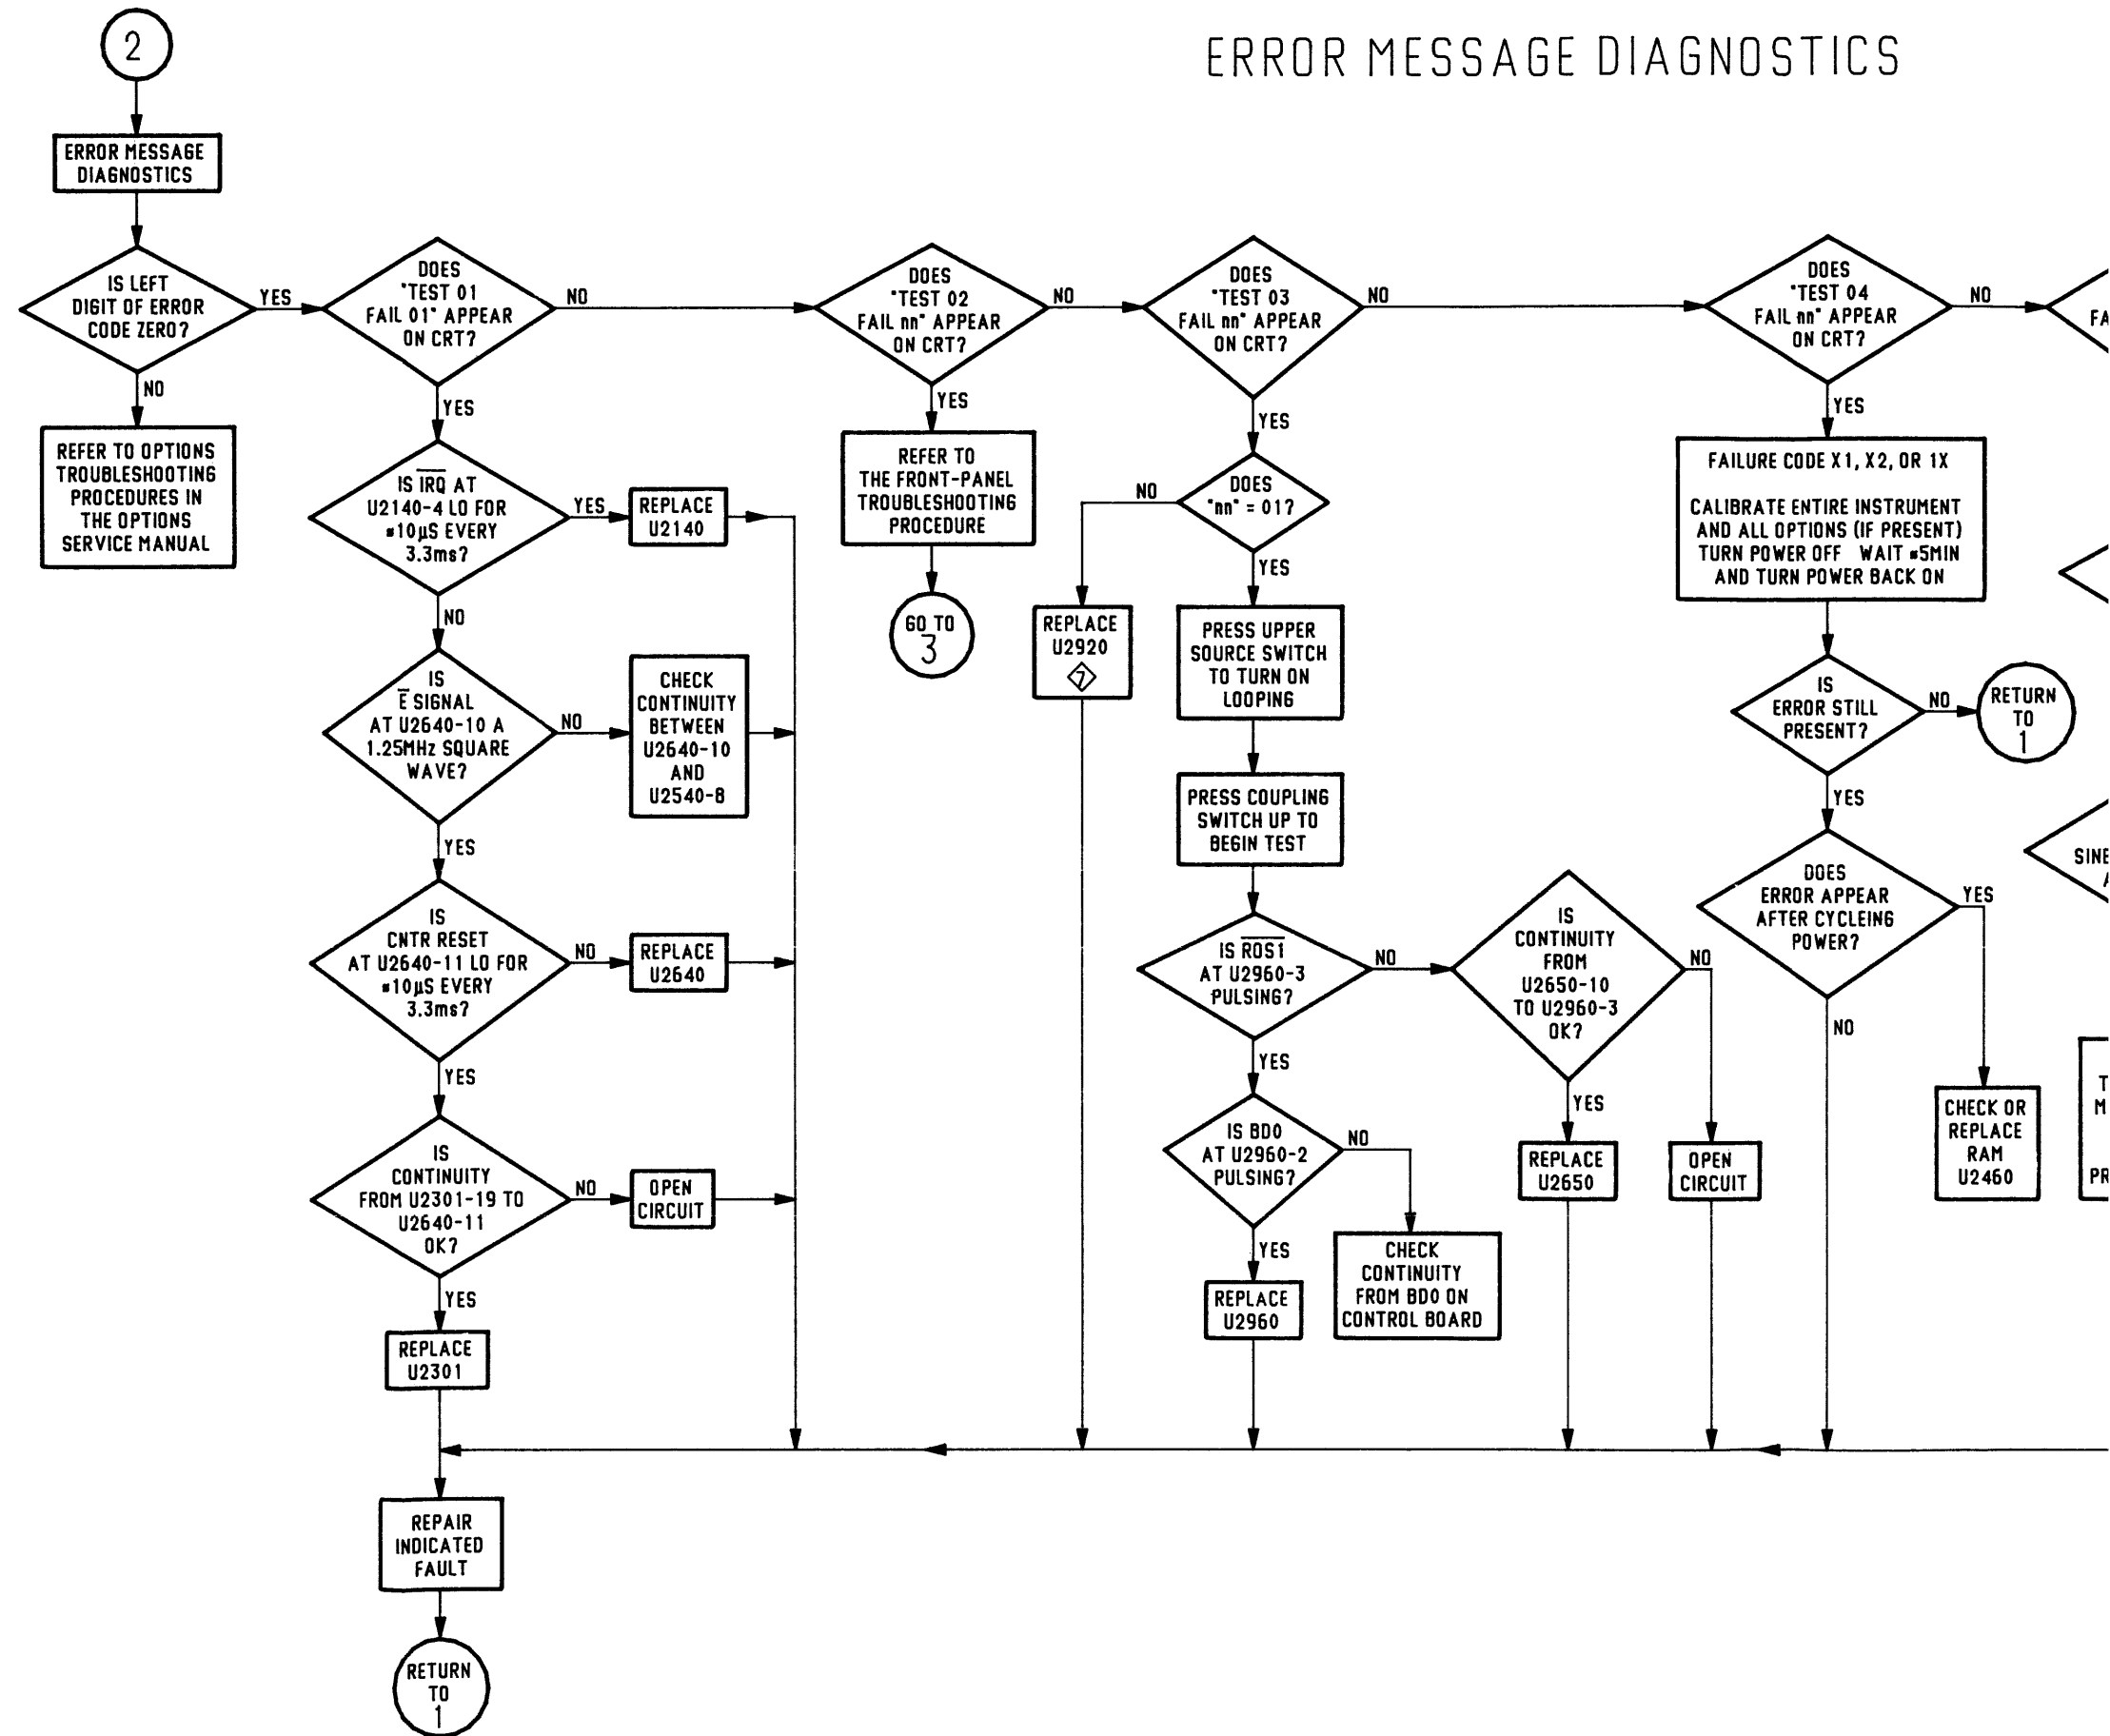 2
ERROR MESSAGE DIAGNOSTICS
ERROR MESSAGE
DIAGNOSTICS
IS LEFT
DIGIT OF ERROR
CODE ZERO?
YES
NO
REFER TO OPTIONS
TROUBLESHOOTING
PROCEDURES IN
THE OPTIONS
SERVICE MANUAL
DOES
"TEST 01
FAIL 01" APPEAR
ON CRT?
NO
YES
IS I̅R̅Q̅ AT
U2140-4 LO FOR
≈10µS EVERY
3.3ms?
YES
REPLACE
U2140
NO
IS
E̅ SIGNAL
AT U2640-10 A
1.25MHz SQUARE
WAVE?
NO
CHECK
CONTINUITY
BETWEEN
U2640-10
AND
U2540-8
YES
IS
CNTR RESET
AT U2640-11 LO FOR
≈10µS EVERY
3.3ms?
NO
REPLACE
U2640
YES
IS
CONTINUITY
FROM U2301-19 TO
U2640-11
OK?
NO
OPEN
CIRCUIT
YES
REPLACE
U2301
REPAIR
INDICATED
FAULT
RETURN
TO
1
DOES
"TEST 02
FAIL nn" APPEAR
ON CRT?
NO
YES
REFER TO
THE FRONT-PANEL
TROUBLESHOOTING
PROCEDURE
GO TO
3
DOES
"TEST 03
FAIL nn" APPEAR
ON CRT?
NO
YES
DOES
"nn" = 01?
NO
REPLACE
U2920
7
YES
PRESS UPPER
SOURCE SWITCH
TO TURN ON
LOOPING
PRESS COUPLING
SWITCH UP TO
BEGIN TEST
IS R̅O̅S̅1̅
AT U2960-3
PULSING?
NO
IS
CONTINUITY
FROM
U2650-10
TO U2960-3
OK?
NO
YES
REPLACE
U2650
OPEN
CIRCUIT
YES
IS BD0
AT U2960-2
PULSING?
NO
CHECK
CONTINUITY
FROM BD0 ON
CONTROL BOARD
YES
REPLACE
U2960
DOES
"TEST 04
FAIL nn" APPEAR
ON CRT?
NO
YES
FAILURE CODE X1, X2, OR 1X
CALIBRATE ENTIRE INSTRUMENT
AND ALL OPTIONS (IF PRESENT)
TURN POWER OFF WAIT ≈5MIN
AND TURN POWER BACK ON
IS
ERROR STILL
PRESENT?
NO
RETURN
TO
1
YES
DOES
ERROR APPEAR
AFTER CYCLEING
POWER?
YES
CHECK OR
REPLACE
RAM
U2460
NO
FA
SINE
T
M
PR